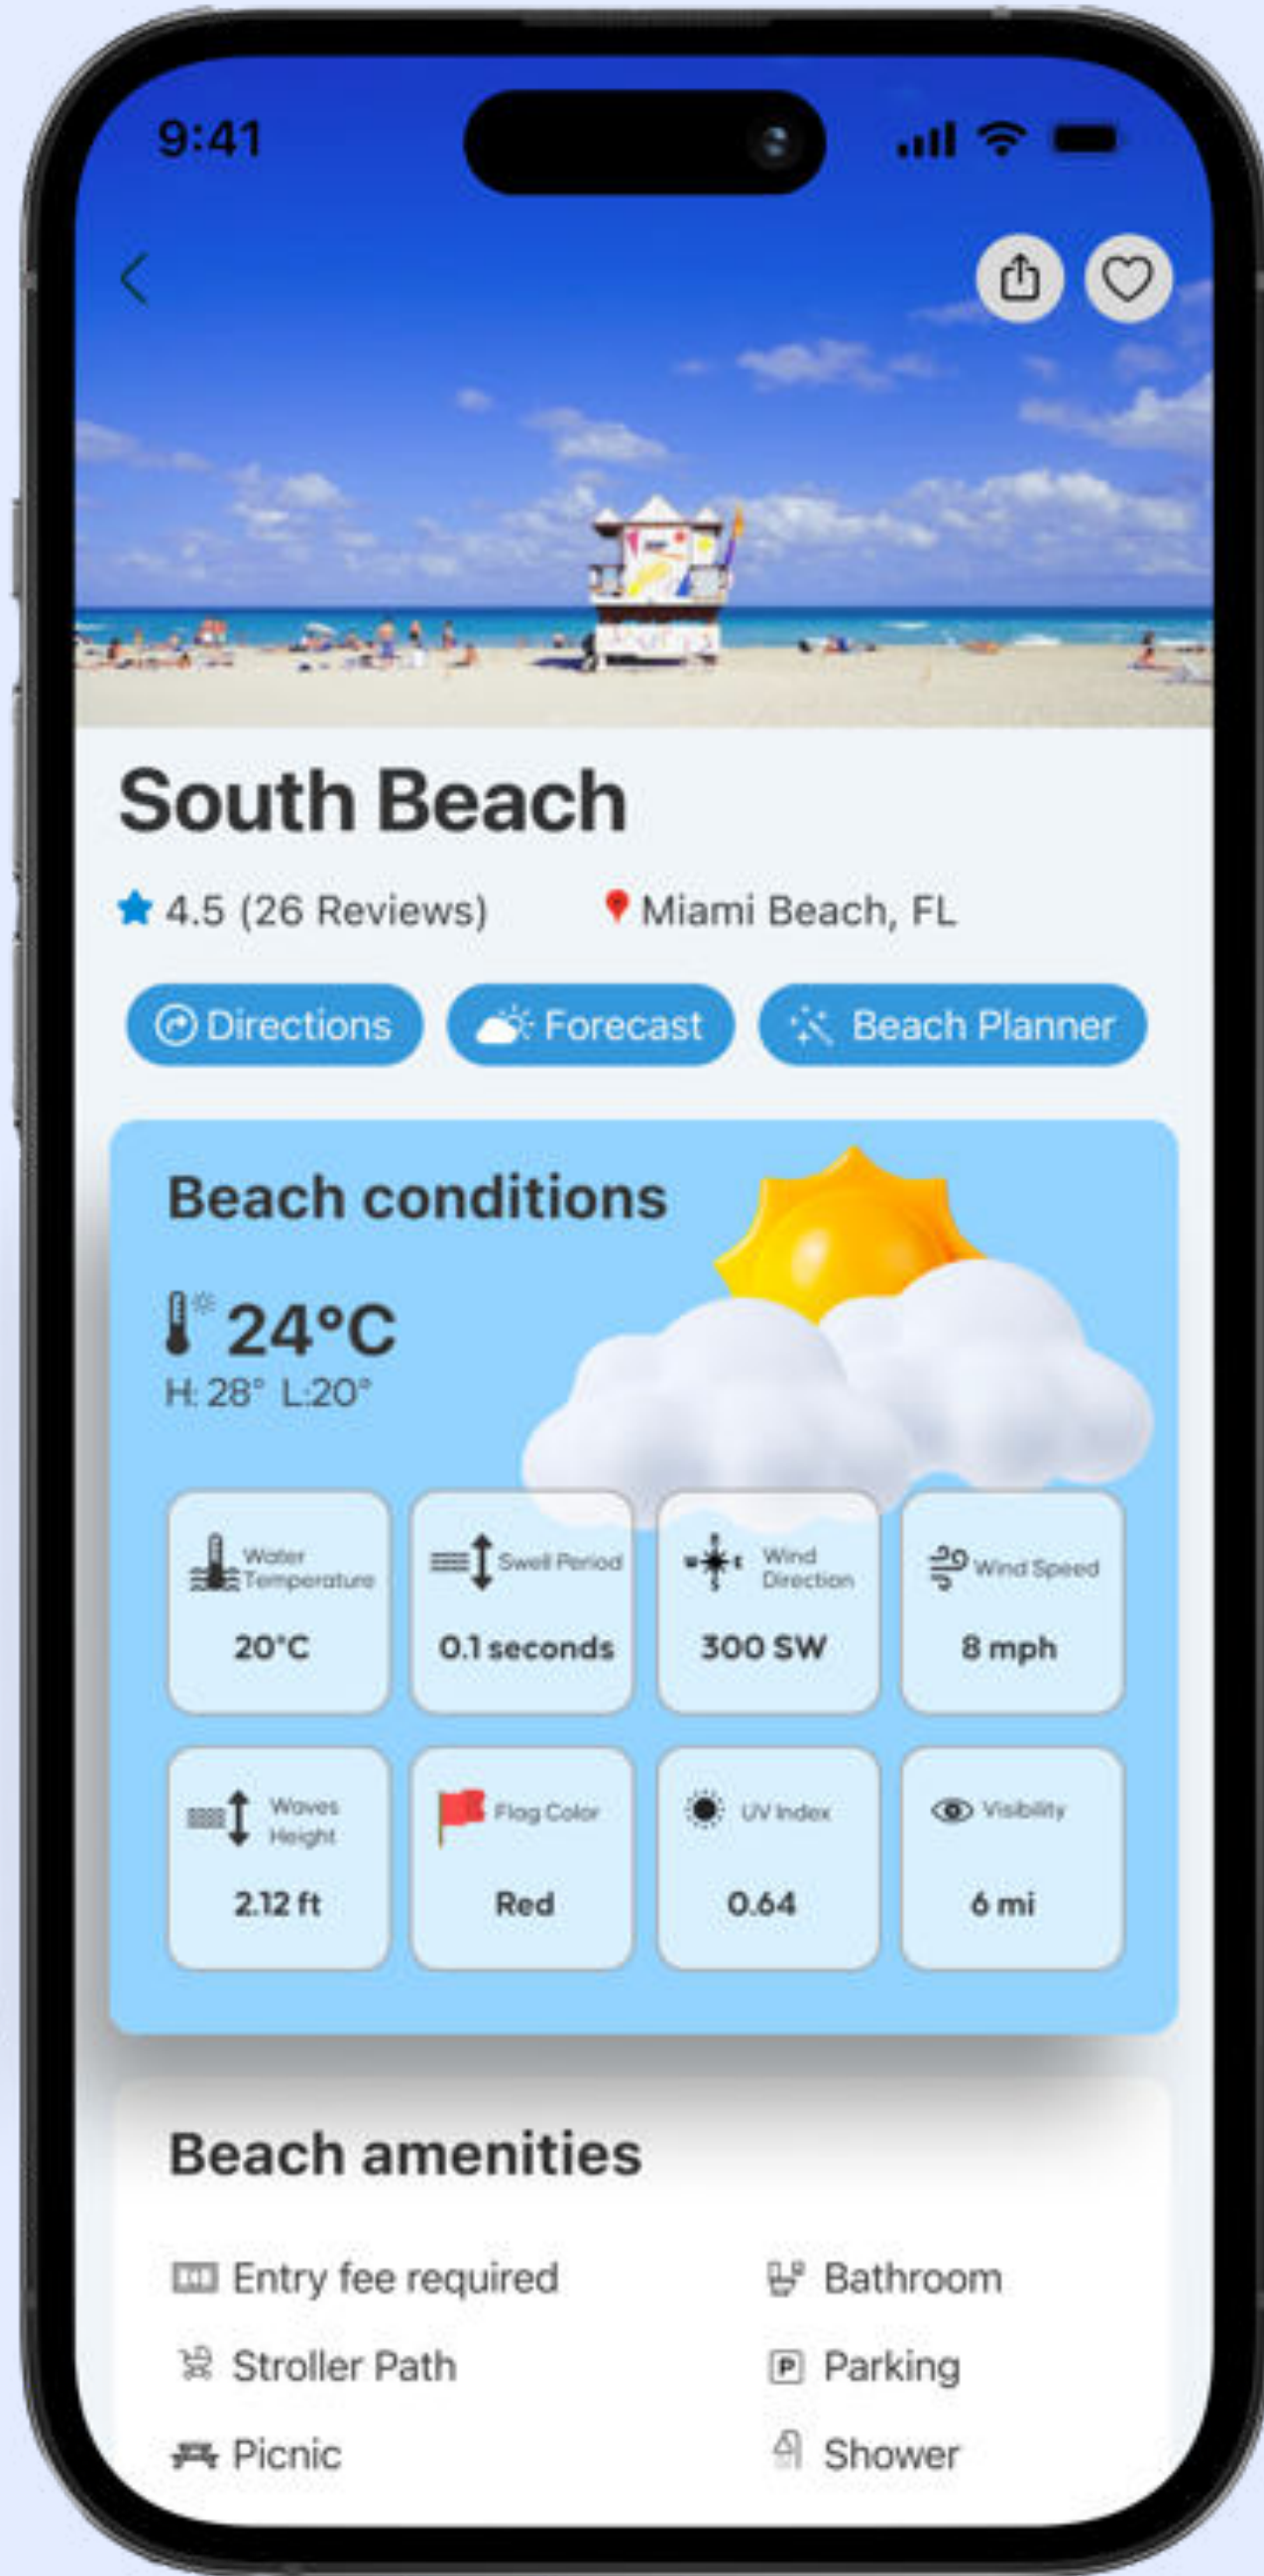 9:41
South Beach
4.5 (26 Reviews)
Miami Beach, FL
Directions
Forecast
Beach Planner
Beach conditions
24°C
H: 28° L:20°
Water
Temperature
20°C
Swell Period
0.1 seconds
Wind
Direction
300 SW
Wind Speed
8 mph
Waves
Height
2.12 ft
Flag Color
Red
UV Index
0.64
Visibility
6 mi
Beach amenities
Entry fee required
Bathroom
Stroller Path
P Parking
Picnic
Shower